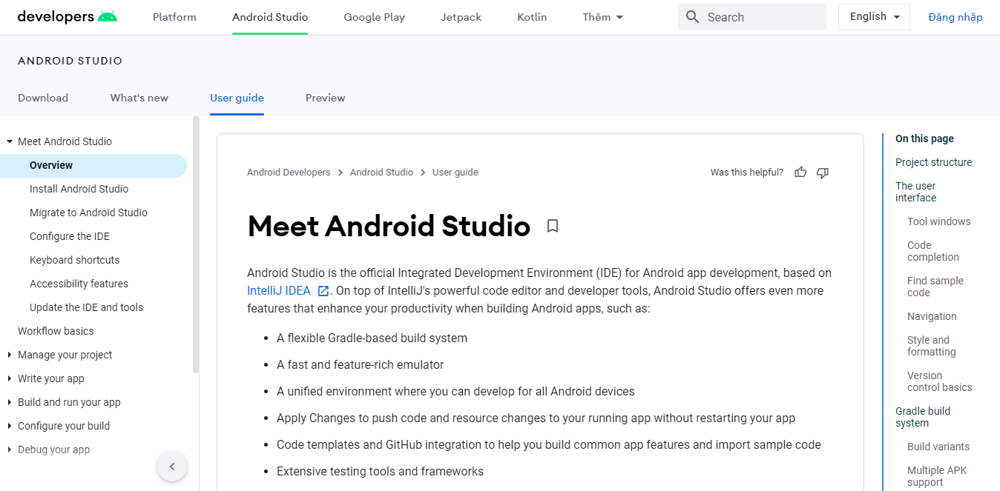 developers
Platform
Android Studio
Google Play
Jetpack
Kotlin
Thêm
Search
English
Đăng nhập
ANDROID STUDIO
Download
What's new
User guide
Preview
Meet Android Studio
Overview
Install Android Studio
Migrate to Android Studio
Configure the IDE
Keyboard shortcuts
Accessibility features
Update the IDE and tools
Workflow basics
Manage your project
Write your app
Build and run your app
Configure your build
Debug your app
Android Developers > Android Studio > User guide
Was this helpful?
Meet Android Studio
Android Studio is the official Integrated Development Environment (IDE) for Android app development, based on
IntelliJ IDEA . On top of IntelliJ's powerful code editor and developer tools, Android Studio offers even more
features that enhance your productivity when building Android apps, such as:
• A flexible Gradle-based build system
• A fast and feature-rich emulator
• A unified environment where you can develop for all Android devices
• Apply Changes to push code and resource changes to your running app without restarting your app
• Code templates and GitHub integration to help you build common app features and import sample code
• Extensive testing tools and frameworks
On this page
Project structure
The user
interface
Tool windows
Code
completion
Find sample
code
Navigation
Style and
formatting
Version
control basics
Gradle build
system
Build variants
Multiple APK
support